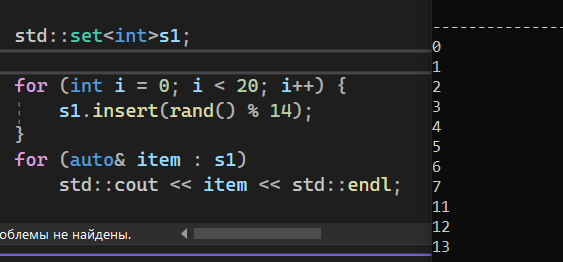 std::set<int>s1;
for (int i = 0; i < 20; i++) {
s1.insert(rand() % 14);
}
for (auto& item : s1)
std::cout << item << std::endl;
облемы не найдены.
----------------
0
1
2
3
4
5
6
7
11
12
13